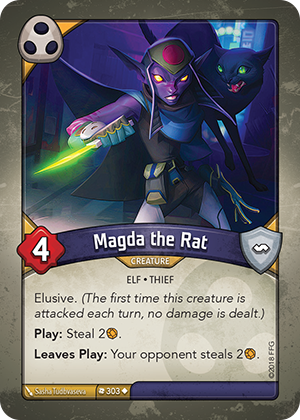 4
Magda the Rat
CREATURE
ELF • THIEF
Elusive. (The first time this creature is
attacked each turn, no damage is dealt.)
Play: Steal 2.
Leaves Play: Your opponent steals 2.
©2018 FFG
303